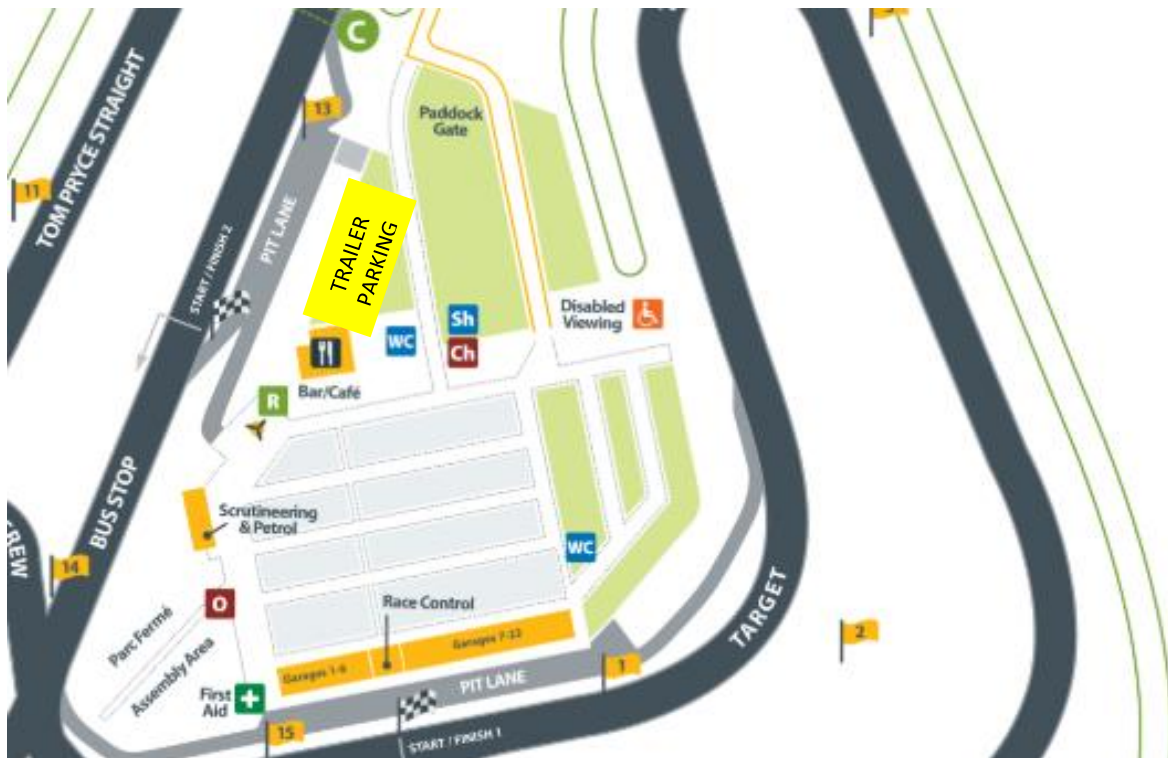 C
3
Paddock
Gate
13
TOM PRYCE STRAIGHT
11
PIT LANE
TRAILER
PARKING
START / FINISH 2
Disabled
Viewing
Sh
WC
Ch
Bar/Café
R
BUS STOP
Scrutineering
& Petrol
14
WC
O
Race Control
Parc Fermé
Assembly Area
TARGET
2
Garages 7-22
Garages 1-6
1
PIT LANE
First
Aid
15
START / FINISH 1